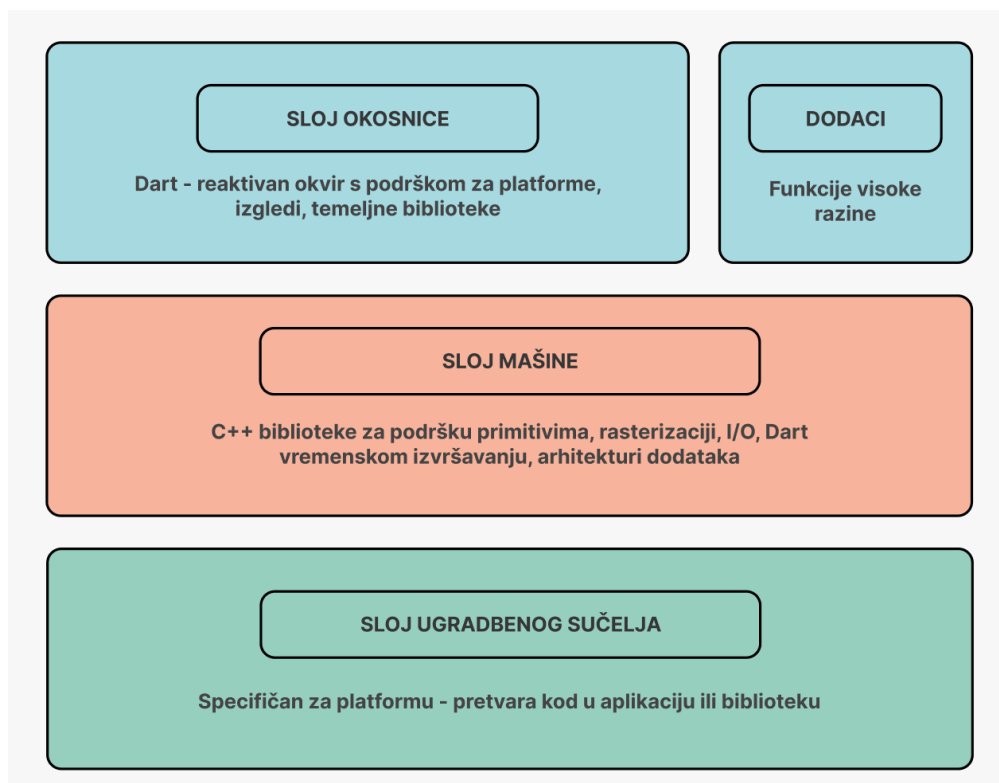 SLOJ OKOSNICE
Dart - reaktivan okvir s podrškom za platforme,
izgledi, temeljne biblioteke
DODACI
Funkcije visoke
razine
SLOJ MAŠINE
C++ biblioteke za podršku primitivima, rasterizaciji, I/O, Dart
vremenskom izvršavanju, arhitekturi dodataka
SLOJ UGRADBENOG SUČELJA
Specifičan za platformu - pretvara kod u aplikaciju ili biblioteku